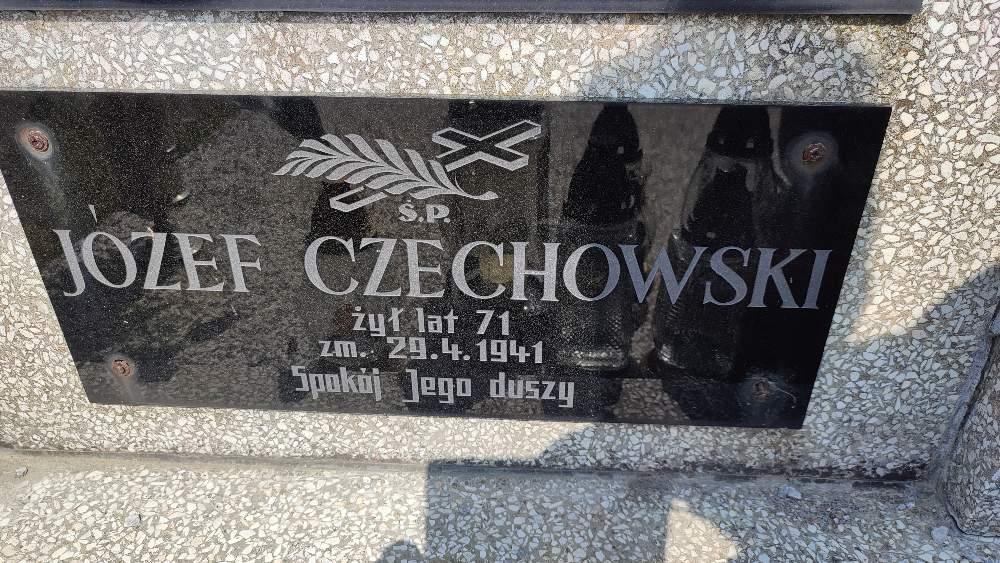 Ś.P.
JÓZEF CZECHOWSKI
żył lat 71
zm. 29.4.1941
Spokój Jego duszy